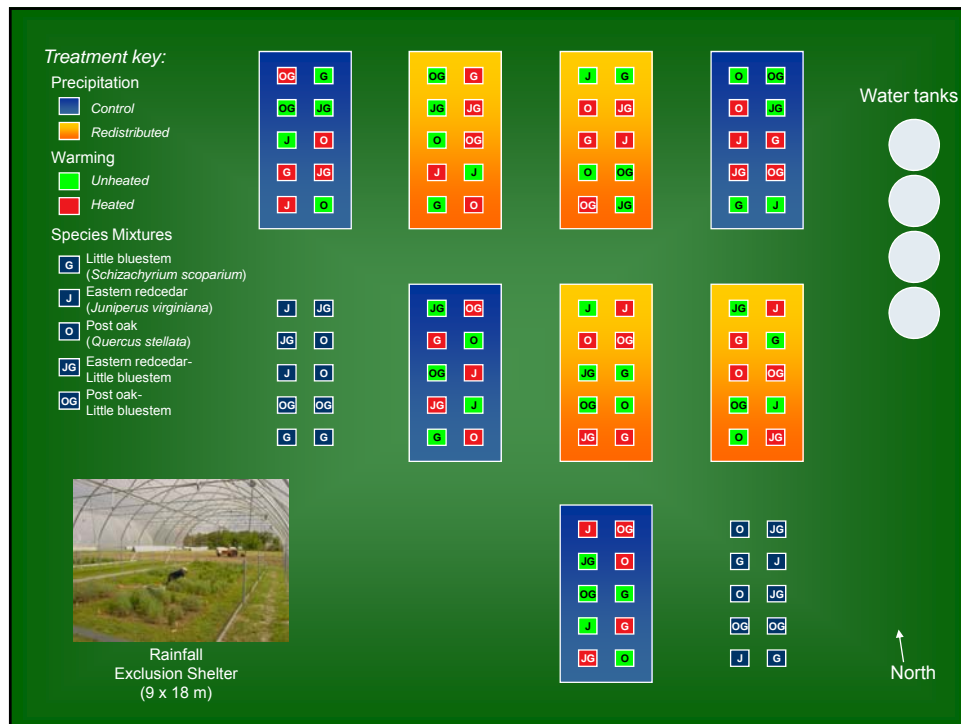 Treatment key:
Precipitation
Control
Redistributed
Warming
Unheated
Heated
Species Mixtures
G Little bluestem
(Schizachyrium scoparium)
J Eastern redcedar
(Juniperus virginiana)
O Post oak
(Quercus stellata)
JG Eastern redcedar-
Little bluestem
OG Post oak-
Little bluestem
OG G
OG JG
J O
G JG
J O
OG G
JG JG
O OG
J J
G O
J G
O JG
G J
O OG
OG JG
O OG
O JG
J G
JG OG
G J
Water tanks
J JG
JG O
J O
OG OG
G G
JG OG
G O
OG J
JG J
G O
J J
O OG
JG G
OG O
JG G
JG J
G G
O OG
OG J
O JG
J OG
JG O
OG G
J G
JG O
O JG
G J
O JG
OG OG
J G
Rainfall
Exclusion Shelter
(9 x 18 m)
North